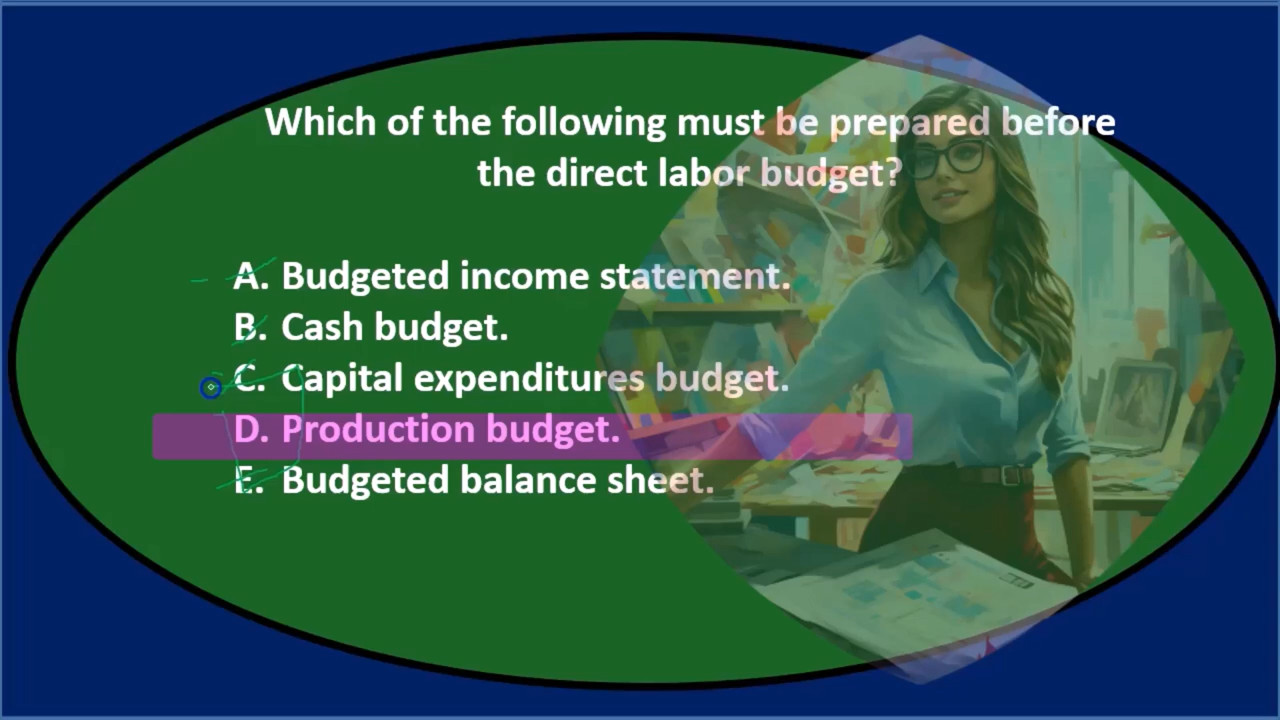 Which of the following must be prepared before
the direct labor budget?
A. Budgeted income statement.
B. Cash budget.
C. Capital expenditures budget.
D. Production budget.
E. Budgeted balance sheet.